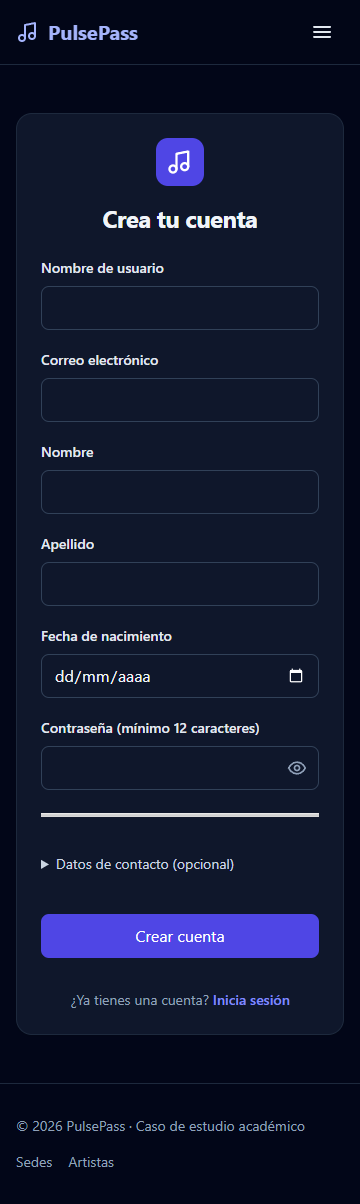 PulsePass
Crea tu cuenta
Nombre de usuario
Correo electrónico
Nombre
Apellido
Fecha de nacimiento
dd/mm/aaaa
Contraseña (mínimo 12 caracteres)
Datos de contacto (opcional)
Crear cuenta
¿Ya tienes una cuenta? Inicia sesión
© 2026 PulsePass · Caso de estudio académico
Sedes Artistas